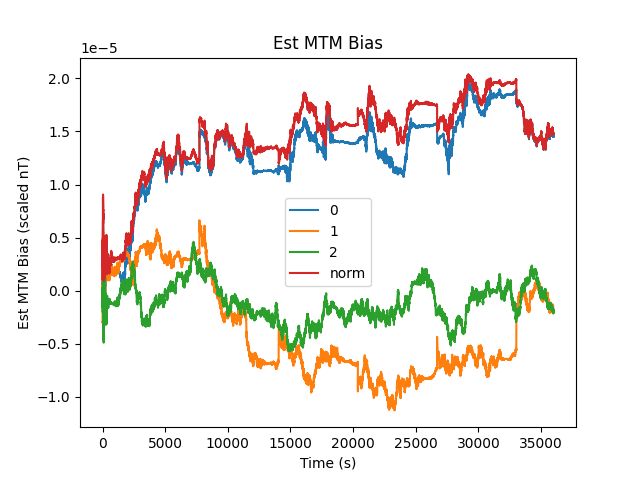 Est MTM Bias
1e−5
2.0
1.5
1.0
0.5
0.0
−0.5
−1.0
Est MTM Bias (scaled nT)
0
1
2
norm
0 5000 10000 15000 20000 25000 30000 35000
Time (s)